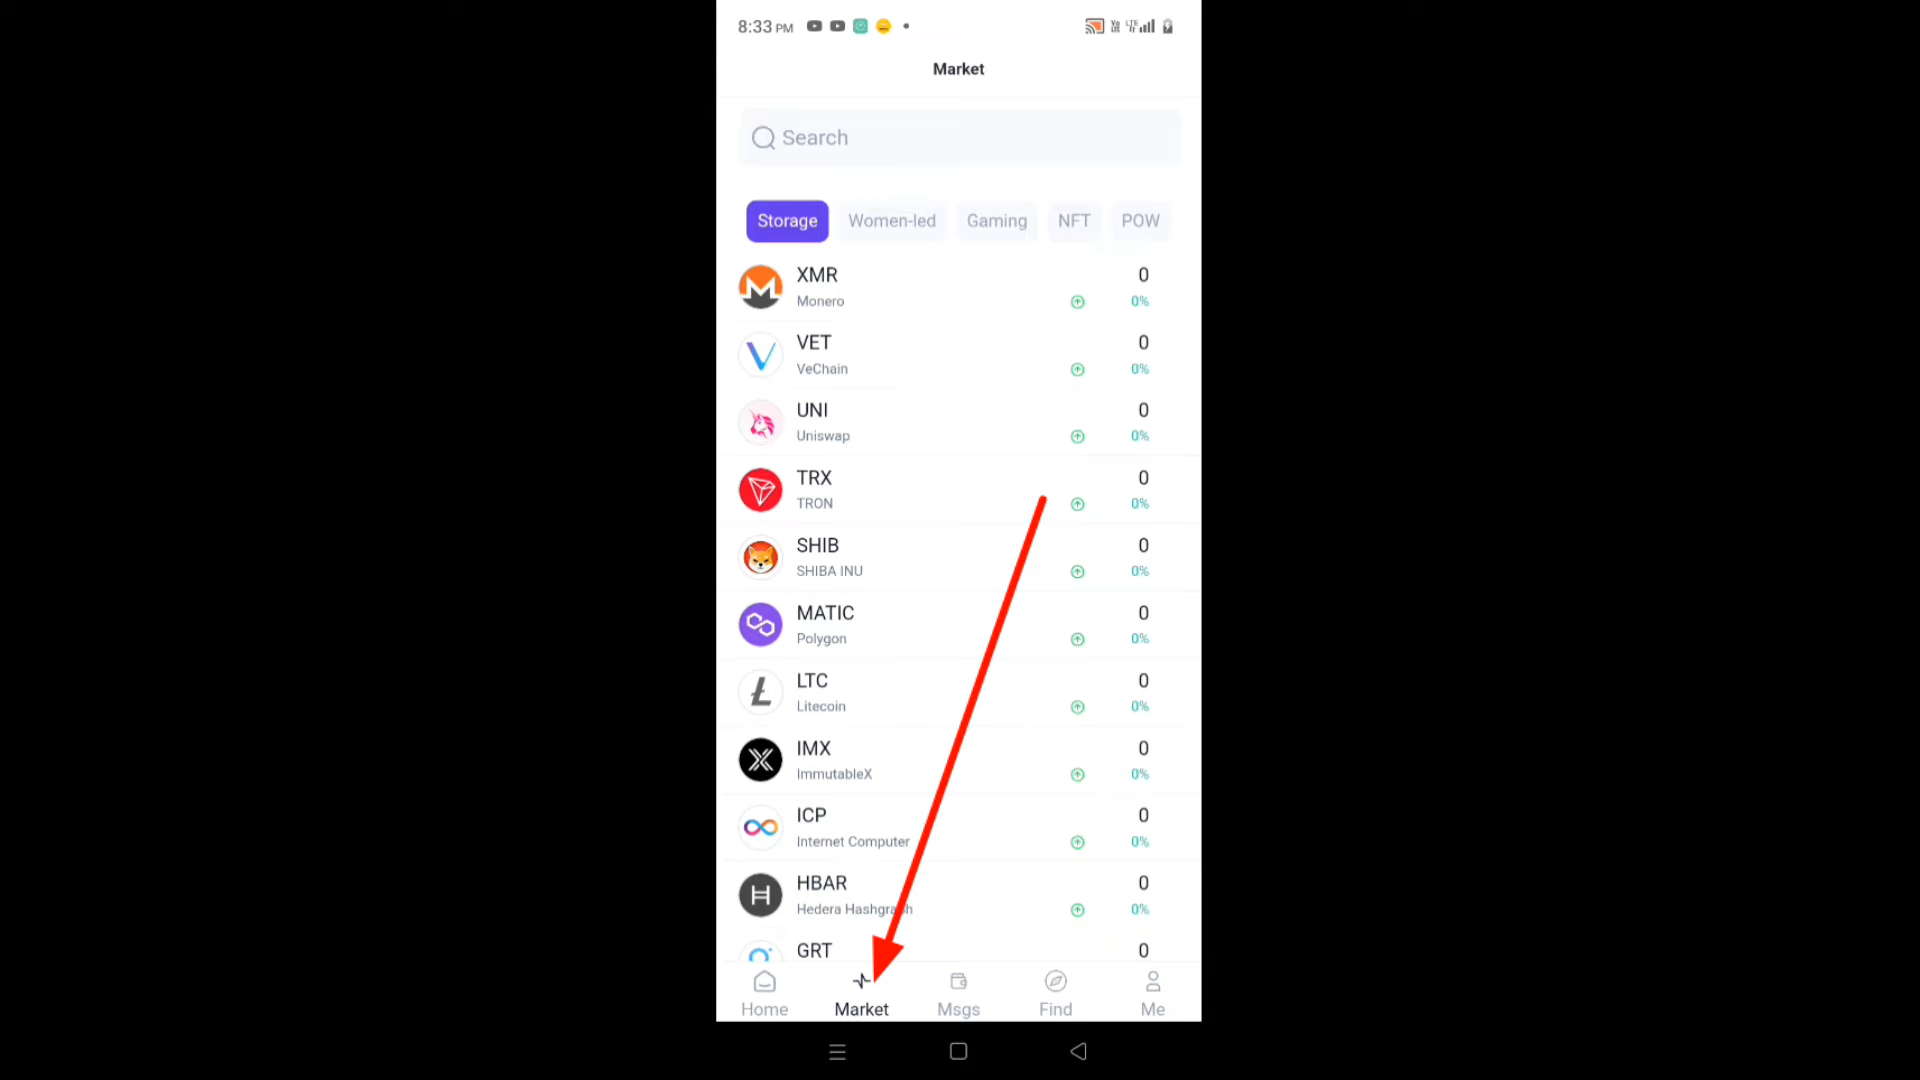 8:33 PM
Market
Search
Storage Women-led Gaming NFT POW
XMR 0
Monero 0%
VET 0
VeChain 0%
UNI 0
Uniswap 0%
TRX 0
TRON 0%
SHIB 0
SHIBA INU 0%
MATIC 0
Polygon 0%
LTC 0
Litecoin 0%
IMX 0
ImmutableX 0%
ICP 0
Internet Computer 0%
HBAR 0
Hedera Hashgraph 0%
GRT 0
Home Market Msgs Find Me